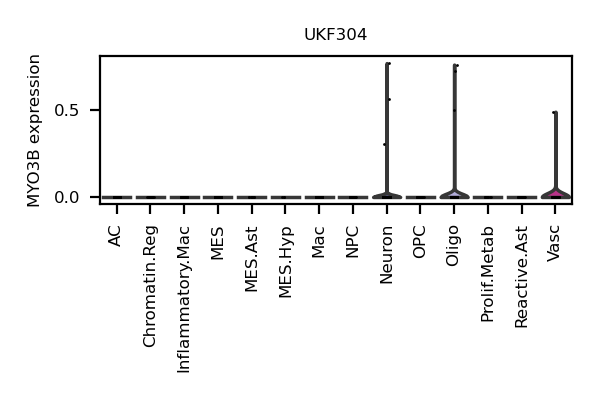 UKF304
MYO3B expression
0.5
0.0
AC
Chromatin.Reg
Inflammatory.Mac
MES
MES.Ast
MES.Hyp
Mac
NPC
Neuron
OPC
Oligo
Prolif.Metab
Reactive.Ast
Vasc